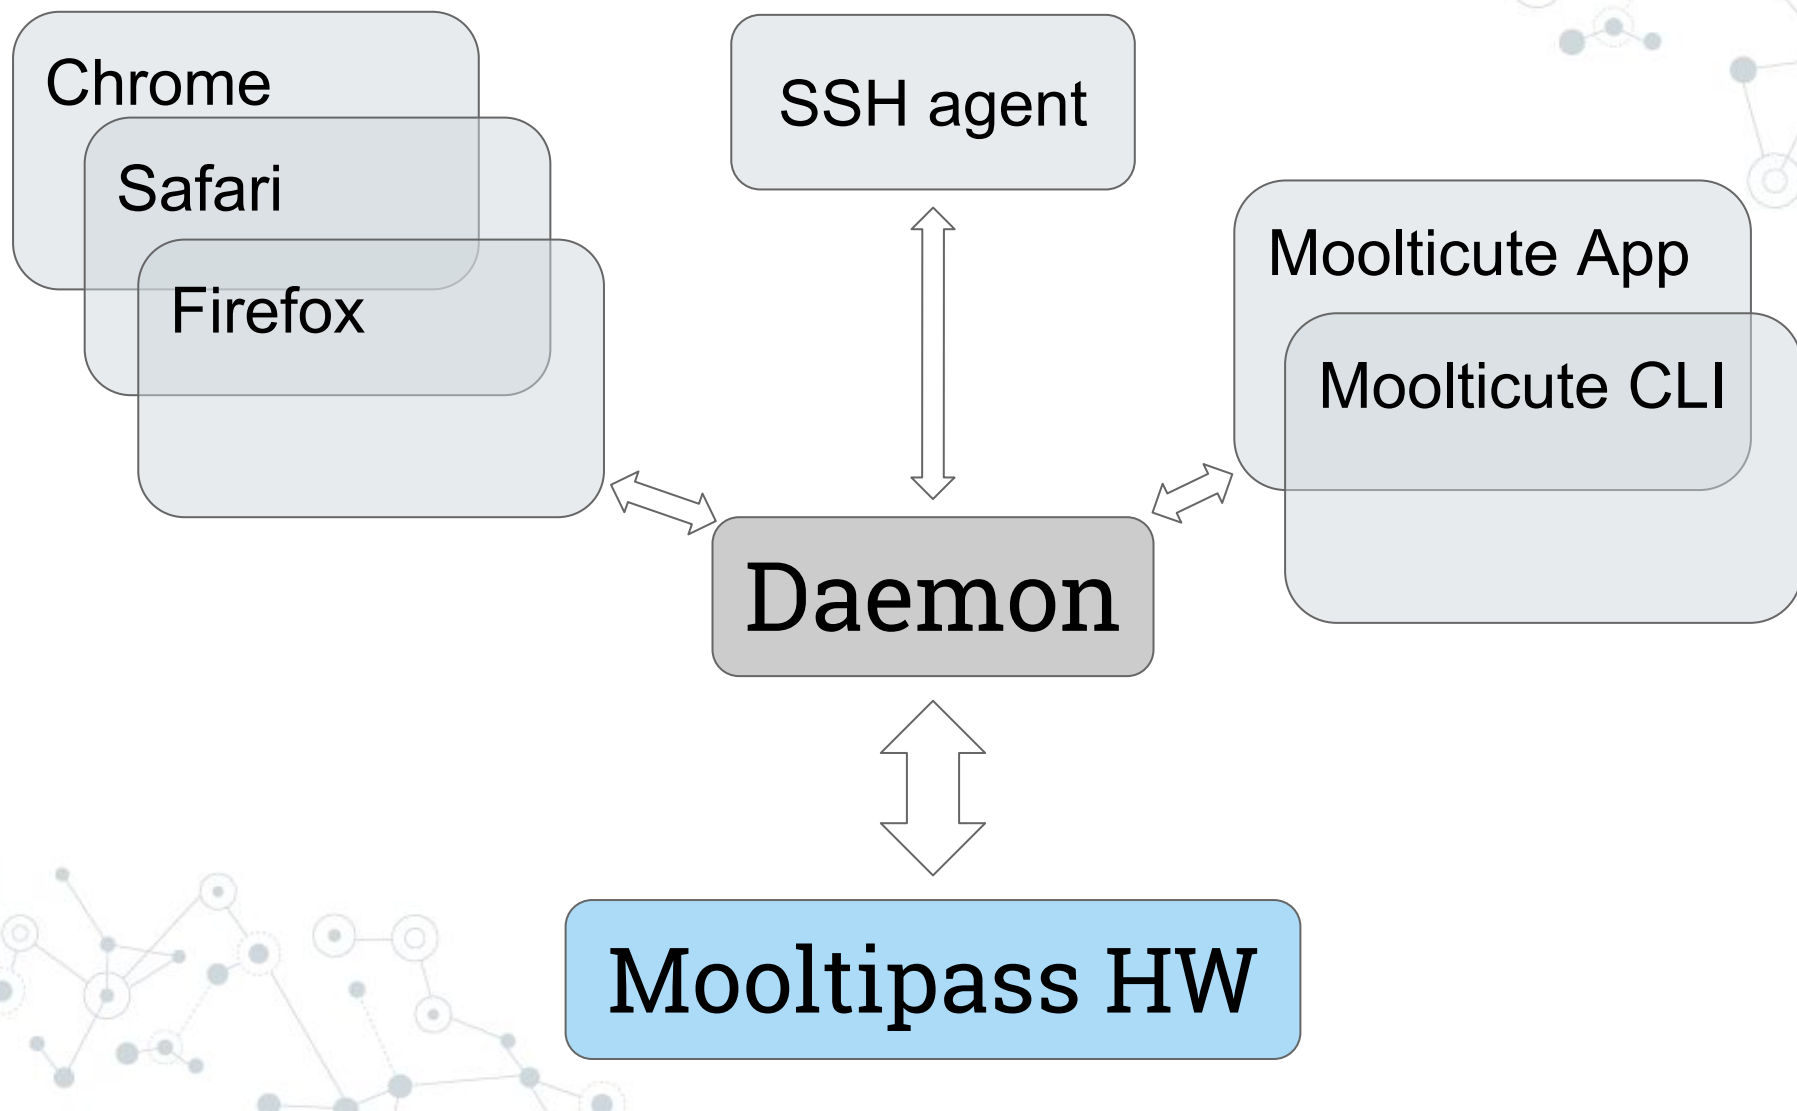 Chrome
Safari
Firefox
SSH agent
Moolticute App
Moolticute CLI
Daemon
Mooltipass HW